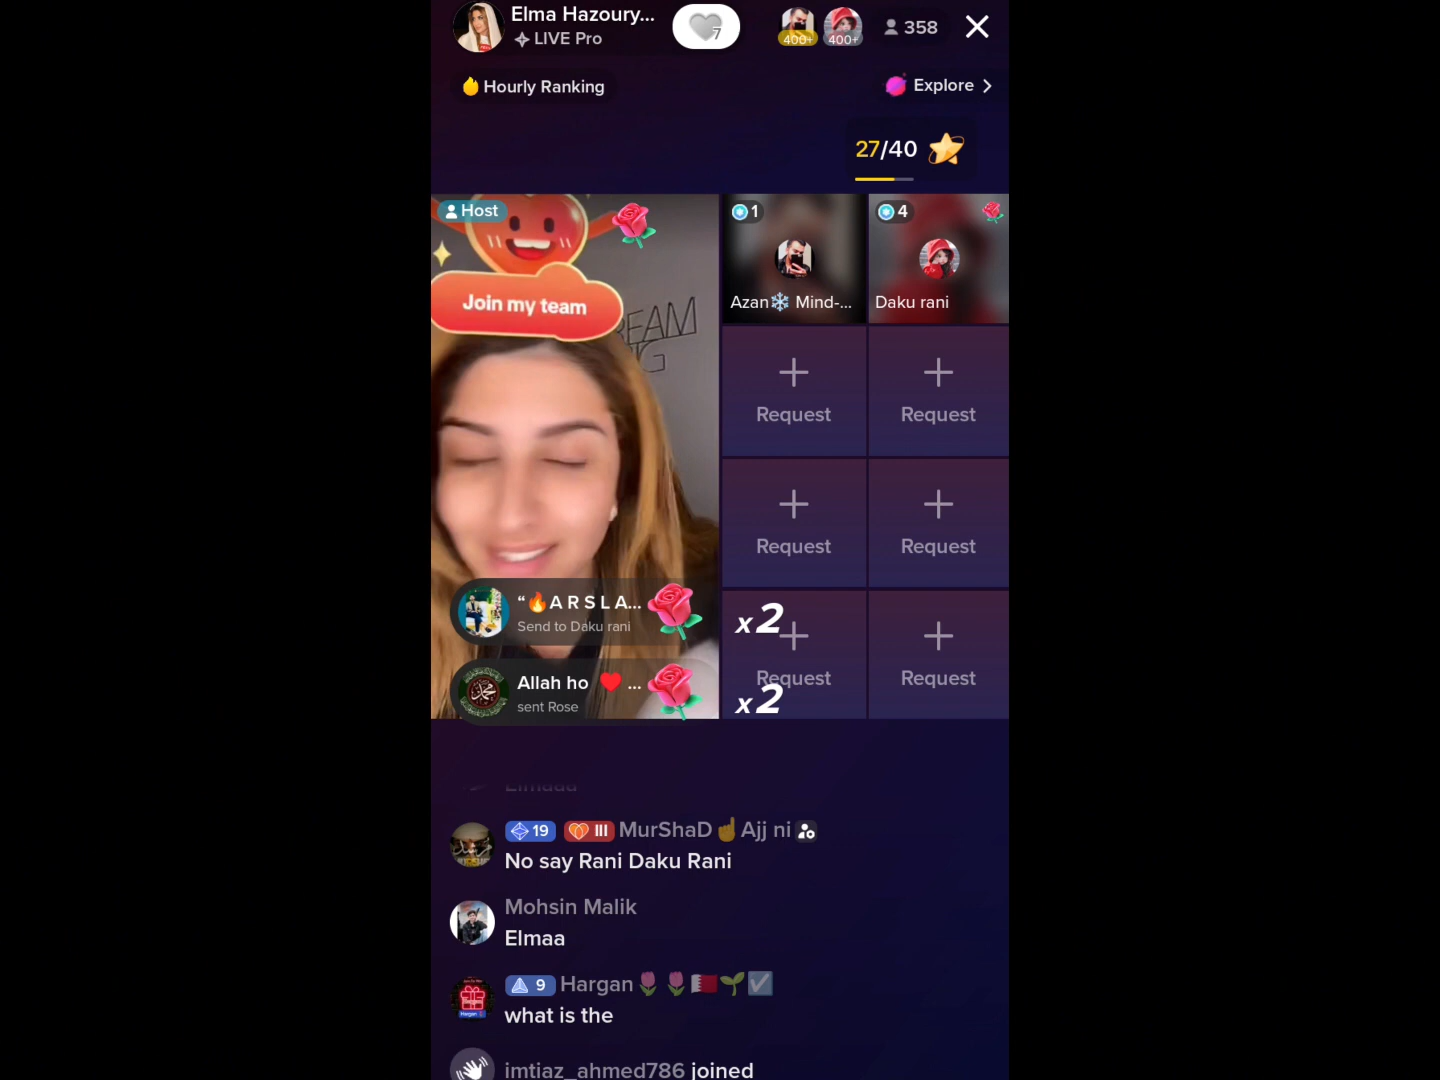 Elma Hazoury...
LIVE Pro
7
400+
400+
358
Hourly Ranking
Explore
27/40
Host
Join my team
1
Azan❄️ Mind-...
4
Daku rani
Request
Request
Request
Request
Request
Request
“🔥A R S L A...
Send to Daku rani
x2
Allah ho ❤️ ...
sent Rose
x2
19 III MurShaD☝️Ajj ni
No say Rani Daku Rani
Mohsin Malik
Elmaa
9 Hargan🌷🌷🇧🇭🌱☑️
what is the
imtiaz_ahmed786 joined